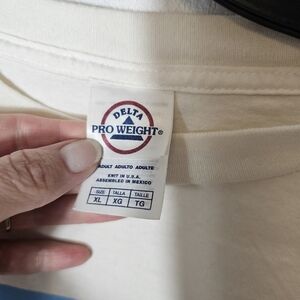 DELTA
PRO WEIGHT®
ADULT ADULTO ADULTE
KNIT IN U.S.A.
ASSEMBLED IN MEXICO
SIZE TALLA TAILLE
XL XG TG